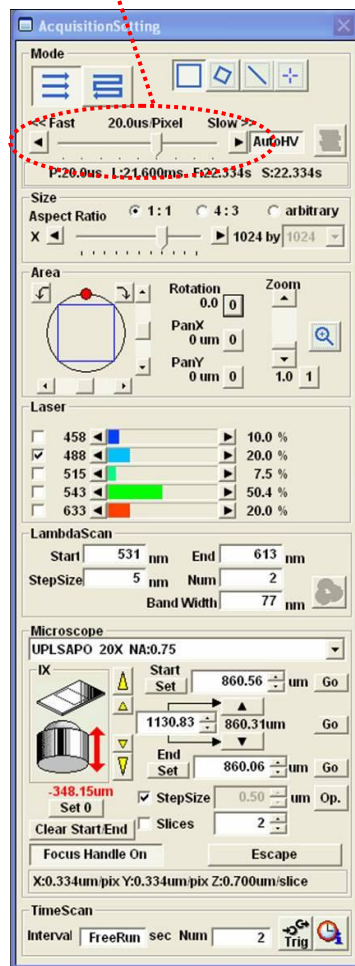 AcquisitionSetting
Mode
<< Fast 20.0us/Pixel Slow >>
AutoHV
P:20.0us L:21.600ms F:22.334s S:22.334s
Size
Aspect Ratio 1:1 4:3 arbitrary
X 1024 by 1024
Area
Rotation Zoom
0.0 0
PanX
0 um 0
PanY
0 um 0 1.0 1
Laser
458 10.0 %
488 20.0 %
515 7.5 %
543 50.4 %
633 20.0 %
LambdaScan
Start 531 nm End 613 nm
StepSize 5 nm Num 2
Band Width 77 nm
Microscope
UPLSAPO 20X NA:0.75
IX
Start
Set 860.56 um Go
1130.83 860.31um Go
End
Set 860.06 um Go
-348.15um
Set 0
StepSize 0.50 um Op.
Clear Start/End Slices 2
Focus Handle On Escape
X:0.334um/pix Y:0.334um/pix Z:0.700um/slice
TimeScan
Interval FreeRun sec Num 2 Trig